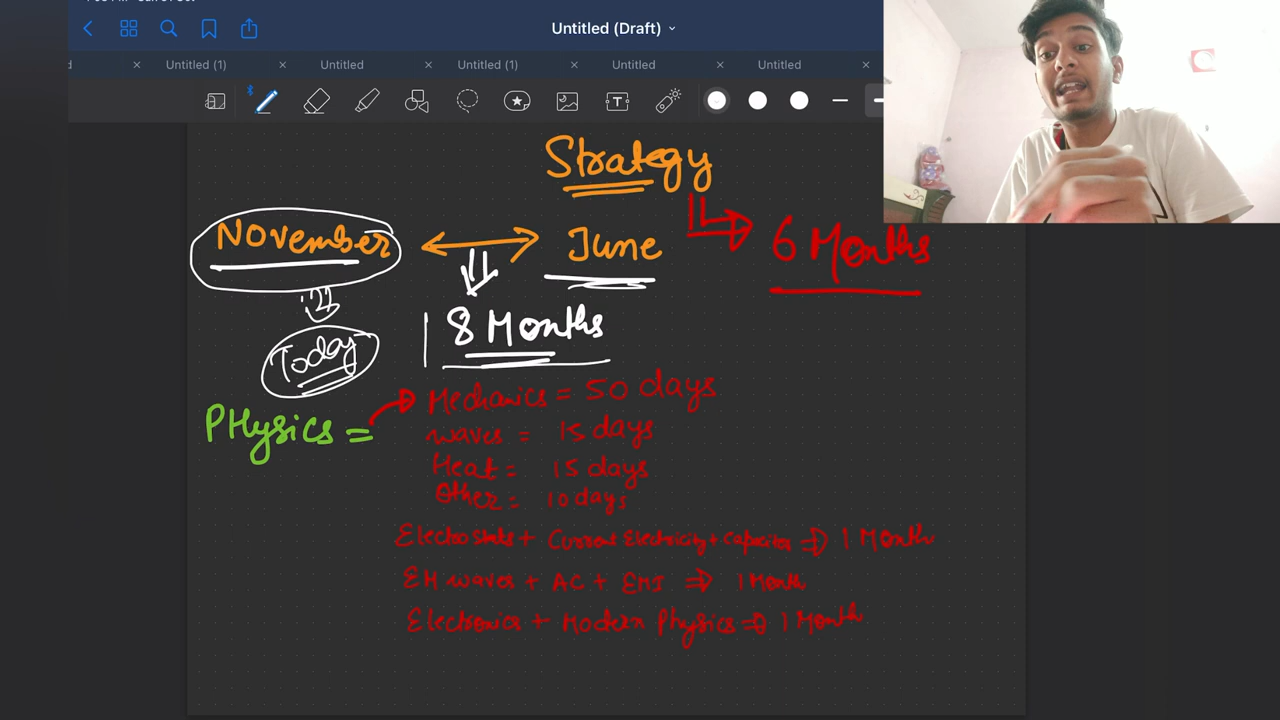 Untitled (Draft)
d Untitled (1) Untitled Untitled (1) Untitled Untitled
T
Strategy
November June 6 Months
8 Months
Today
PHysics = Mechanics = 50 days
waves = 15 days
Heat = 15 days
Other = 10 days
Electrostats + Current Electricity + Capacitor ⇒ 1 Month
EM waves + AC + EMI ⇒ 1 Month
Electronics + Modern Physics ⇒ 1 Month